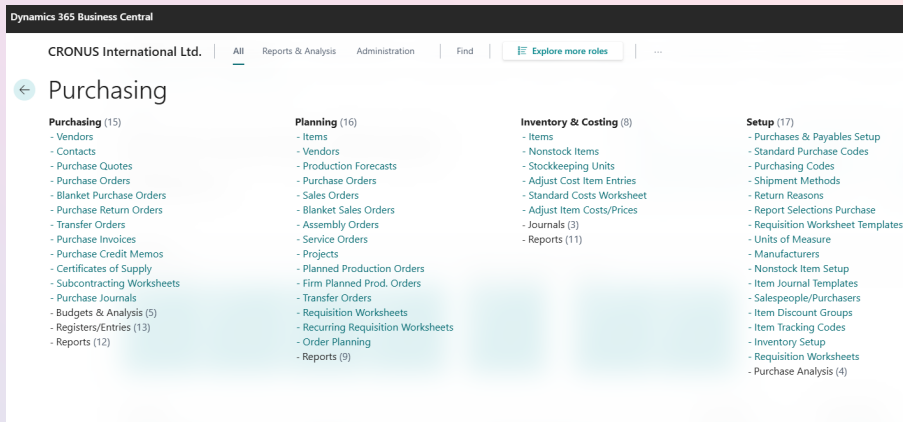 Dynamics 365 Business Central
CRONUS International Ltd. All Reports & Analysis Administration Find Explore more roles ...
Purchasing
Purchasing (15)
- Vendors
- Contacts
- Purchase Quotes
- Purchase Orders
- Blanket Purchase Orders
- Purchase Return Orders
- Transfer Orders
- Purchase Invoices
- Purchase Credit Memos
- Certificates of Supply
- Subcontracting Worksheets
- Purchase Journals
- Budgets & Analysis (5)
- Registers/Entries (13)
- Reports (12)
Planning (16)
- Items
- Vendors
- Production Forecasts
- Purchase Orders
- Sales Orders
- Blanket Sales Orders
- Assembly Orders
- Service Orders
- Projects
- Planned Production Orders
- Firm Planned Prod. Orders
- Transfer Orders
- Requisition Worksheets
- Recurring Requisition Worksheets
- Order Planning
- Reports (9)
Inventory & Costing (8)
- Items
- Nonstock Items
- Stockkeeping Units
- Adjust Cost Item Entries
- Standard Costs Worksheet
- Adjust Item Costs/Prices
- Journals (3)
- Reports (11)
Setup (17)
- Purchases & Payables Setup
- Standard Purchase Codes
- Purchasing Codes
- Shipment Methods
- Return Reasons
- Report Selections Purchase
- Requisition Worksheet Templates
- Units of Measure
- Manufacturers
- Nonstock Item Setup
- Item Journal Templates
- Salespeople/Purchasers
- Item Discount Groups
- Item Tracking Codes
- Inventory Setup
- Requisition Worksheets
- Purchase Analysis (4)